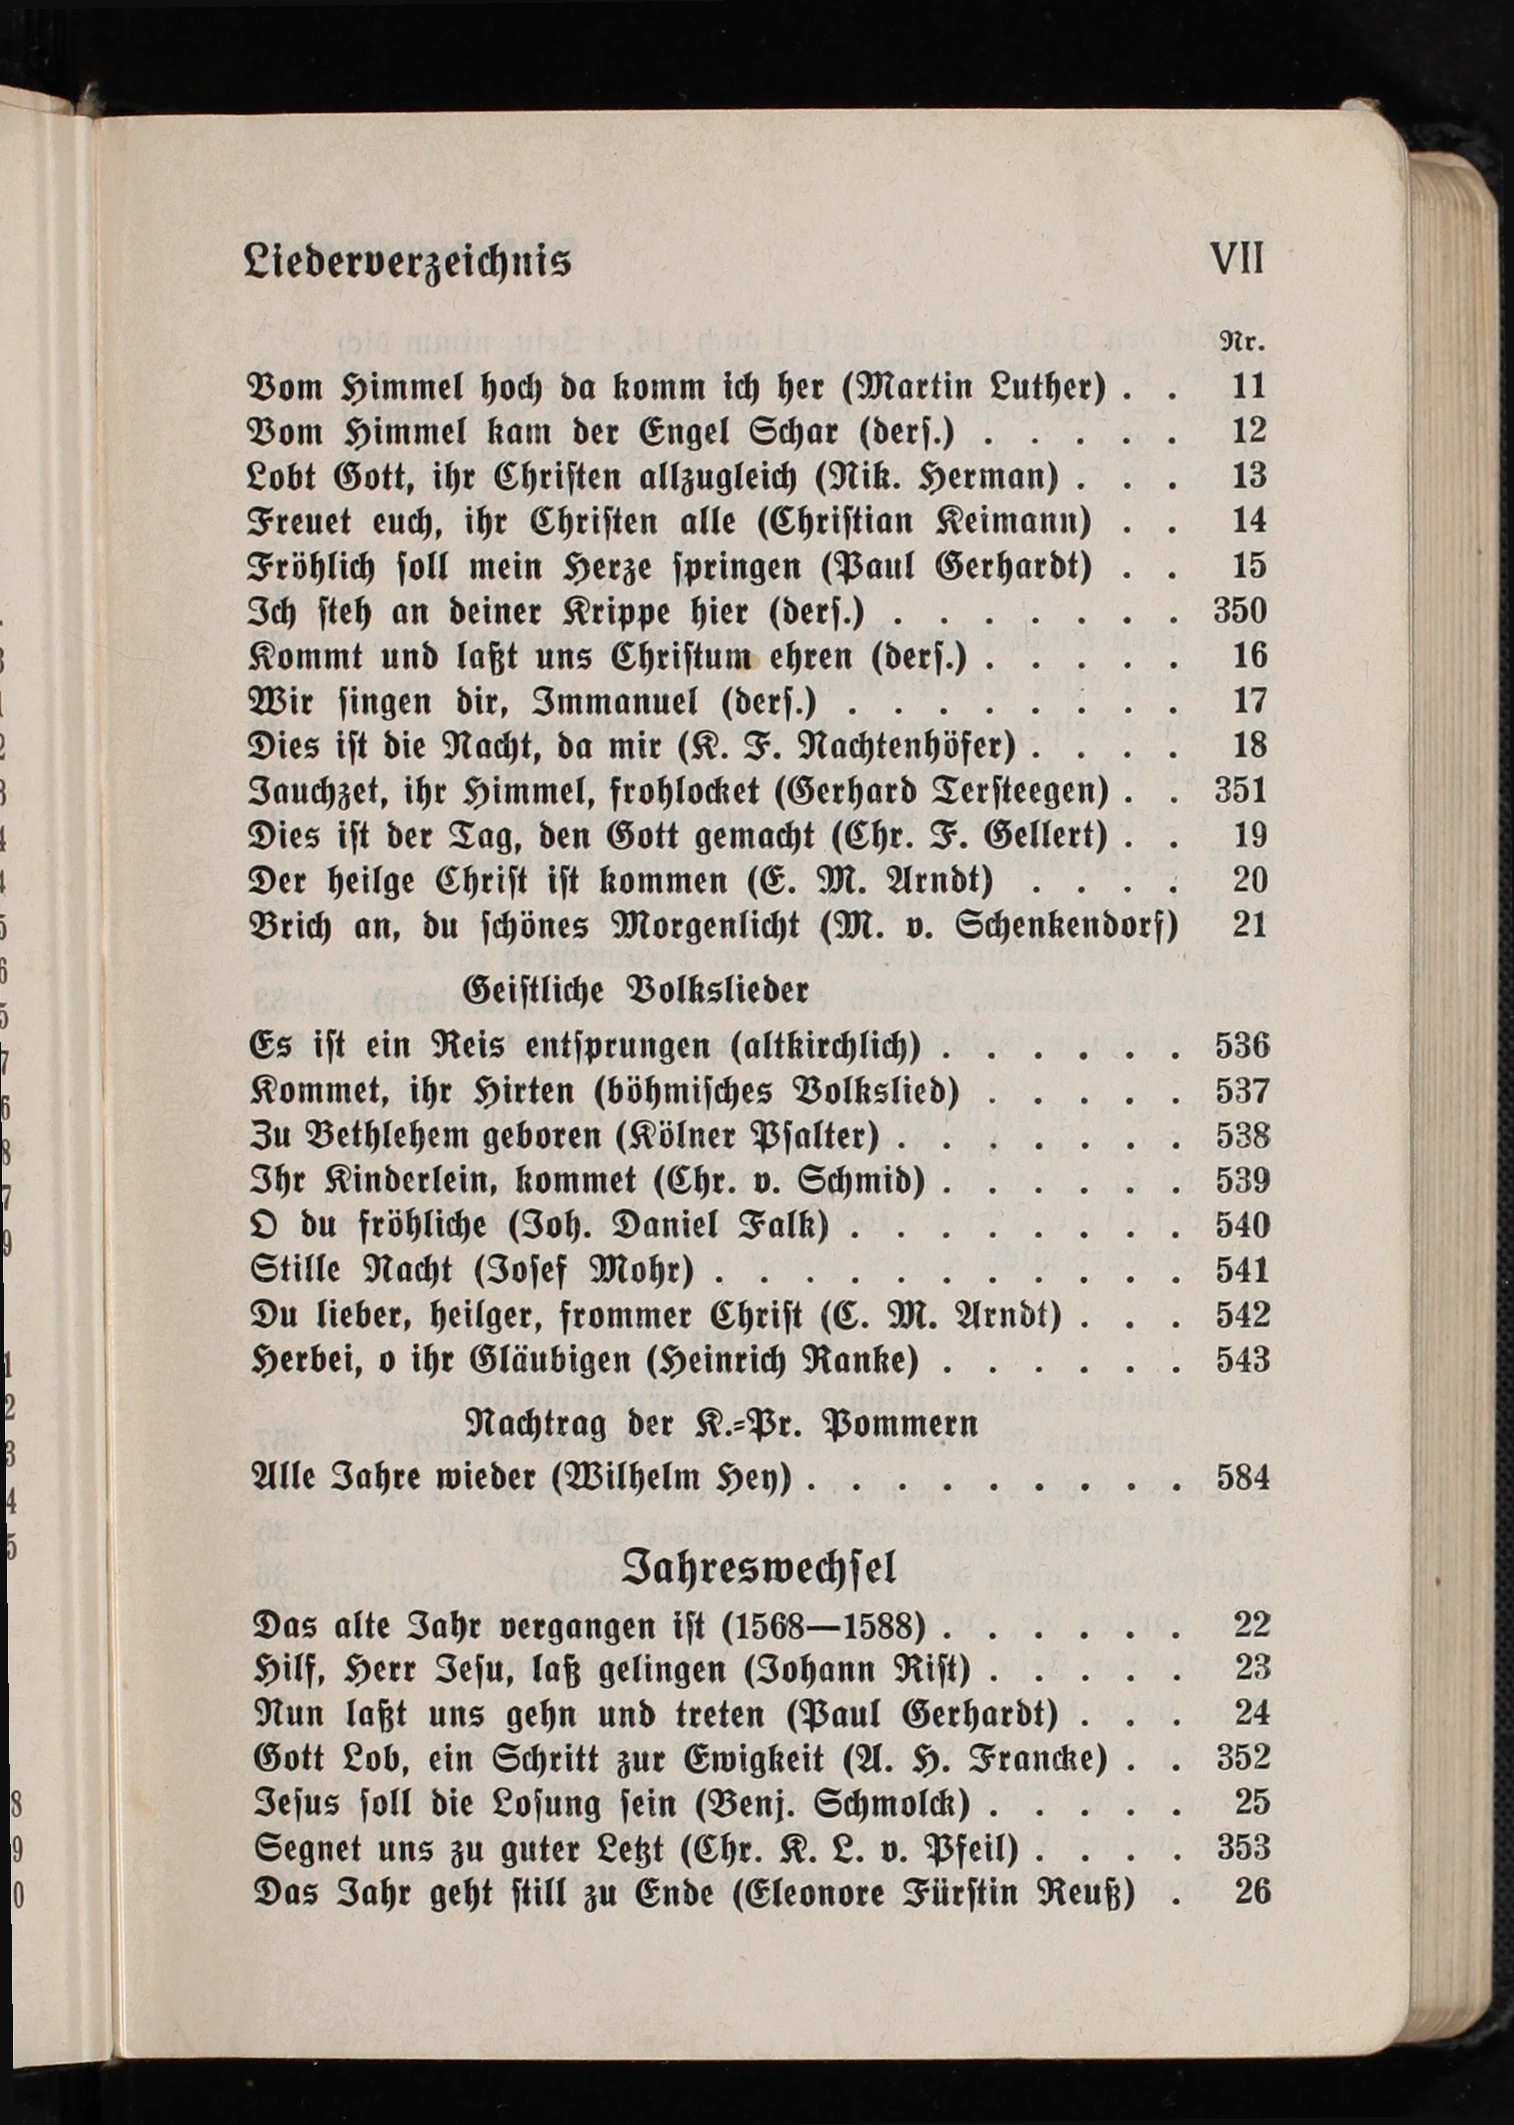 Liederverzeichnis VII
Nr.
Vom Himmel hoch da komm ich her (Martin Luther) . . 11
Vom Himmel kam der Engel Schar (ders.) . . . . . 12
Lobt Gott, ihr Christen allzugleich (Nik. Herman) . . . 13
Freuet euch, ihr Christen alle (Christian Keimann) . . 14
Fröhlich soll mein Herze springen (Paul Gerhardt) . . 15
Ich steh an deiner Krippe hier (ders.) . . . . . . . 350
Kommt und laßt uns Christum ehren (ders.) . . . . . 16
Wir singen dir, Immanuel (ders.) . . . . . . . . 17
Dies ist die Nacht, da mir (K. F. Nachtenhöfer) . . . . 18
Jauchzet, ihr Himmel, frohlocket (Gerhard Tersteegen) . . 351
Dies ist der Tag, den Gott gemacht (Chr. F. Gellert) . . 19
Der heilge Christ ist kommen (E. M. Arndt) . . . . 20
Brich an, du schönes Morgenlicht (M. v. Schenkendorf) 21
Geistliche Volkslieder
Es ist ein Reis entsprungen (altkirchlich) . . . . . . 536
Kommet, ihr Hirten (böhmisches Volkslied) . . . . . 537
Zu Bethlehem geboren (Kölner Psalter) . . . . . . . 538
Ihr Kinderlein, kommet (Chr. v. Schmid) . . . . . . 539
O du fröhliche (Joh. Daniel Falk) . . . . . . . . 540
Stille Nacht (Josef Mohr) . . . . . . . . . . . 541
Du lieber, heilger, frommer Christ (E. M. Arndt) . . . 542
Herbei, o ihr Gläubigen (Heinrich Ranke) . . . . . . 543
Nachtrag der K.-Pr. Pommern
Alle Jahre wieder (Wilhelm Hey) . . . . . . . . . 584
Jahreswechsel
Das alte Jahr vergangen ist (1568—1588) . . . . . . 22
Hilf, Herr Jesu, laß gelingen (Johann Rist) . . . . . 23
Nun laßt uns gehn und treten (Paul Gerhardt) . . . 24
Gott Lob, ein Schritt zur Ewigkeit (A. H. Francke) . . 352
Jesus soll die Losung sein (Benj. Schmolck) . . . . . 25
Segnet uns zu guter Letzt (Chr. K. L. v. Pfeil) . . . . 353
Das Jahr geht still zu Ende (Eleonore Fürstin Reuß) . 26